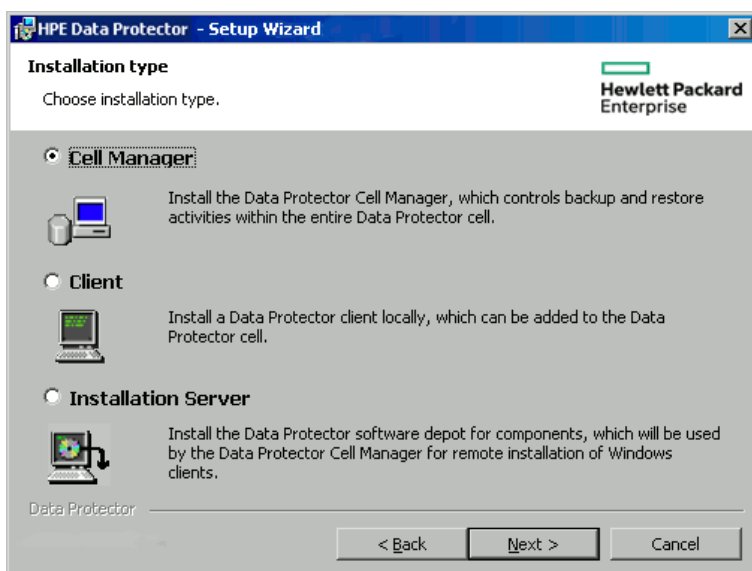 HPE Data Protector - Setup Wizard
Installation type
Choose installation type.
Hewlett Packard
Enterprise
Cell Manager
Install the Data Protector Cell Manager, which controls backup and restore
activities within the entire Data Protector cell.
Client
Install a Data Protector client locally, which can be added to the Data
Protector cell.
Installation Server
Install the Data Protector software depot for components, which will be used
by the Data Protector Cell Manager for remote installation of Windows
clients.
Data Protector
< Back
Next >
Cancel